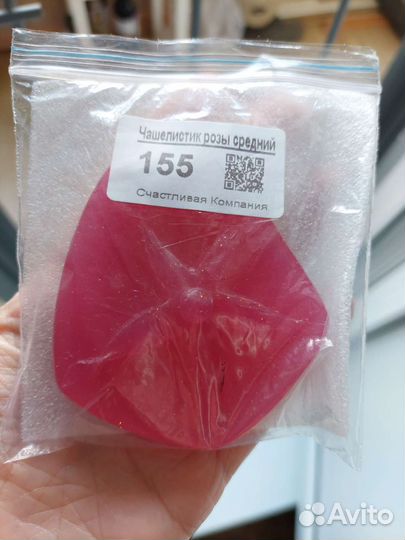 Чашелистик розы средний
155
Счастливая Компания
Avito